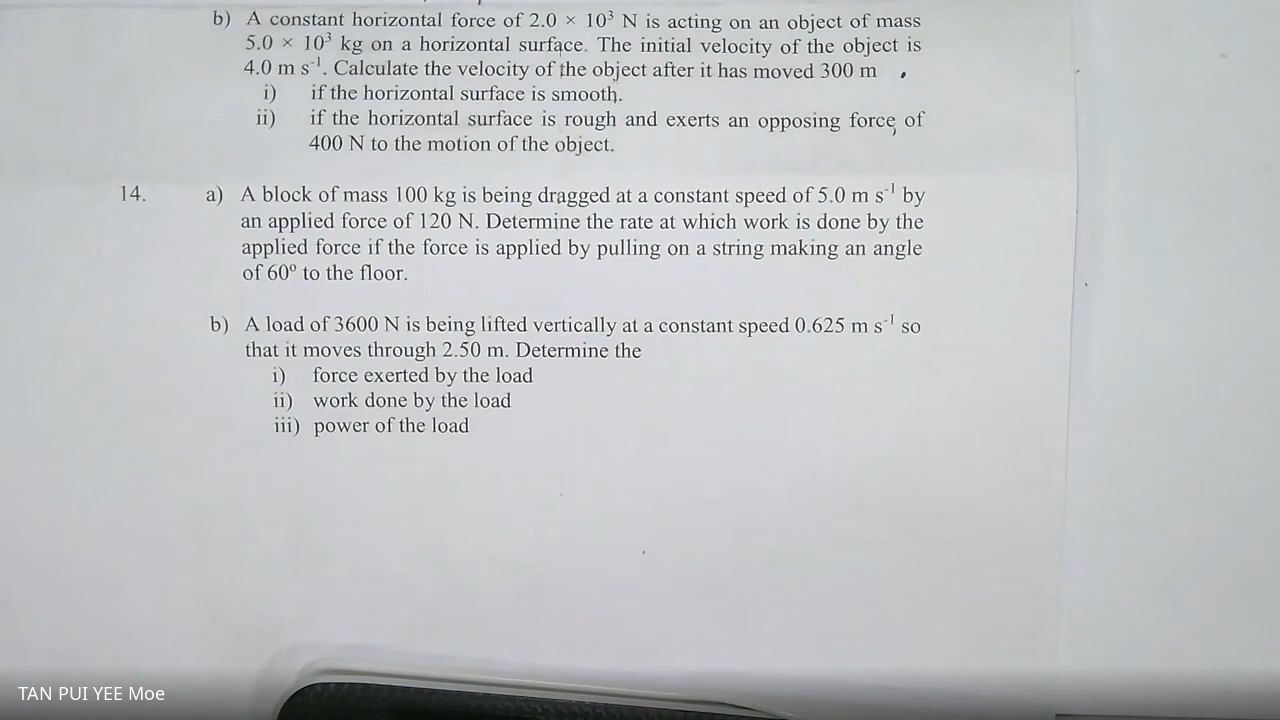 b) A constant horizontal force of 2.0 × 10³ N is acting on an object of mass
5.0 × 10³ kg on a horizontal surface. The initial velocity of the object is
4.0 m s⁻¹. Calculate the velocity of the object after it has moved 300 m
i) if the horizontal surface is smooth.
ii) if the horizontal surface is rough and exerts an opposing force of
400 N to the motion of the object.
14. a) A block of mass 100 kg is being dragged at a constant speed of 5.0 m s⁻¹ by
an applied force of 120 N. Determine the rate at which work is done by the
applied force if the force is applied by pulling on a string making an angle
of 60º to the floor.
b) A load of 3600 N is being lifted vertically at a constant speed 0.625 m s⁻¹ so
that it moves through 2.50 m. Determine the
i) force exerted by the load
ii) work done by the load
iii) power of the load
TAN PUI YEE Moe